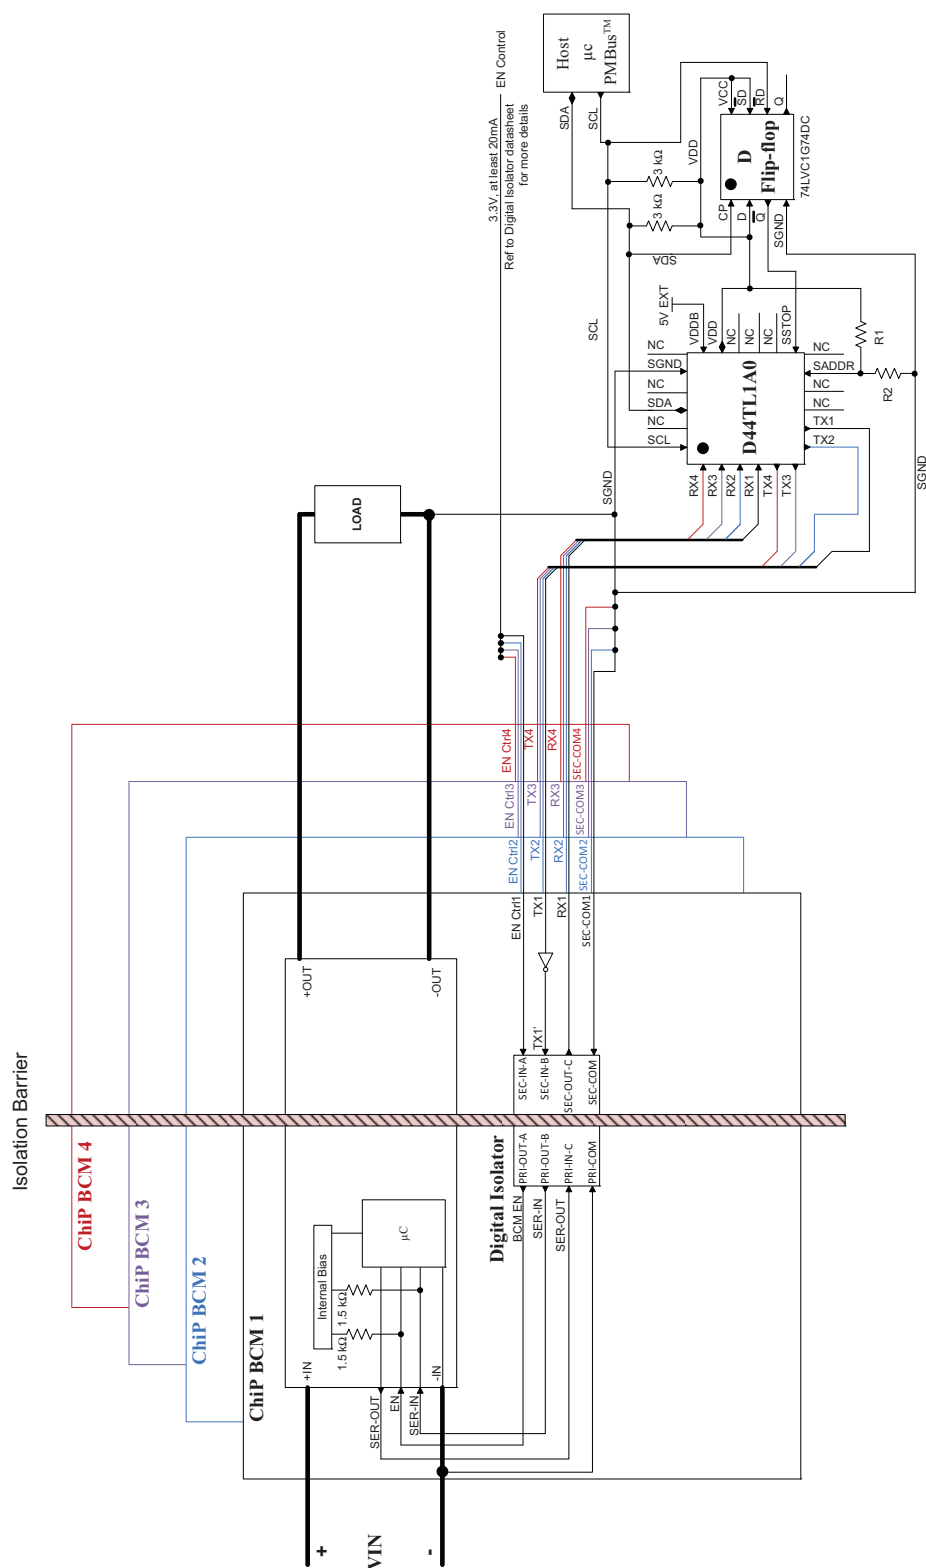 Isolation Barrier
ChiP BCM 4
ChiP BCM 3
ChiP BCM 2
ChiP BCM 1
VIN
+
-
+IN
-IN
SER-OUT
EN
SER-IN
Internal Bias
1.5 kΩ
1.5 kΩ
µC
+OUT
-OUT
LOAD
Digital Isolator
BCM EN
SER-IN
SER-OUT
PRI-OUT-A
PRI-OUT-B
PRI-IN-C
PRI-COM
SEC-IN-A
SEC-IN-B
SEC-OUT-C
SEC-COM
TX1'
EN Ctrl1
TX1
RX1
SEC-COM1
EN Ctrl2
TX2
RX2
SEC-COM2
EN Ctrl3
TX3
RX3
SEC-COM3
EN Ctrl4
TX4
RX4
SEC-COM4
EN Control
3.3V, at least 20mA
Ref to Digital Isolator datasheet
for more details
Host
µc
PMBus™
SDA
SCL
3 kΩ
3 kΩ
VDD
SDA
SCL
SGND
SGND
5V EXT
D44TL1A0
SCL
NC
SDA
NC
SGND
NC
VDDB
VDD
NC
NC
NC
SSTOP
NC
SADDR
NC
NC
TX1
TX2
RX4
RX3
RX2
RX1
TX4
TX3
R1
R2
D
Flip-flop
74LVC1G74DC
CP
D
Q
SGND
VCC
SD
RD
Q